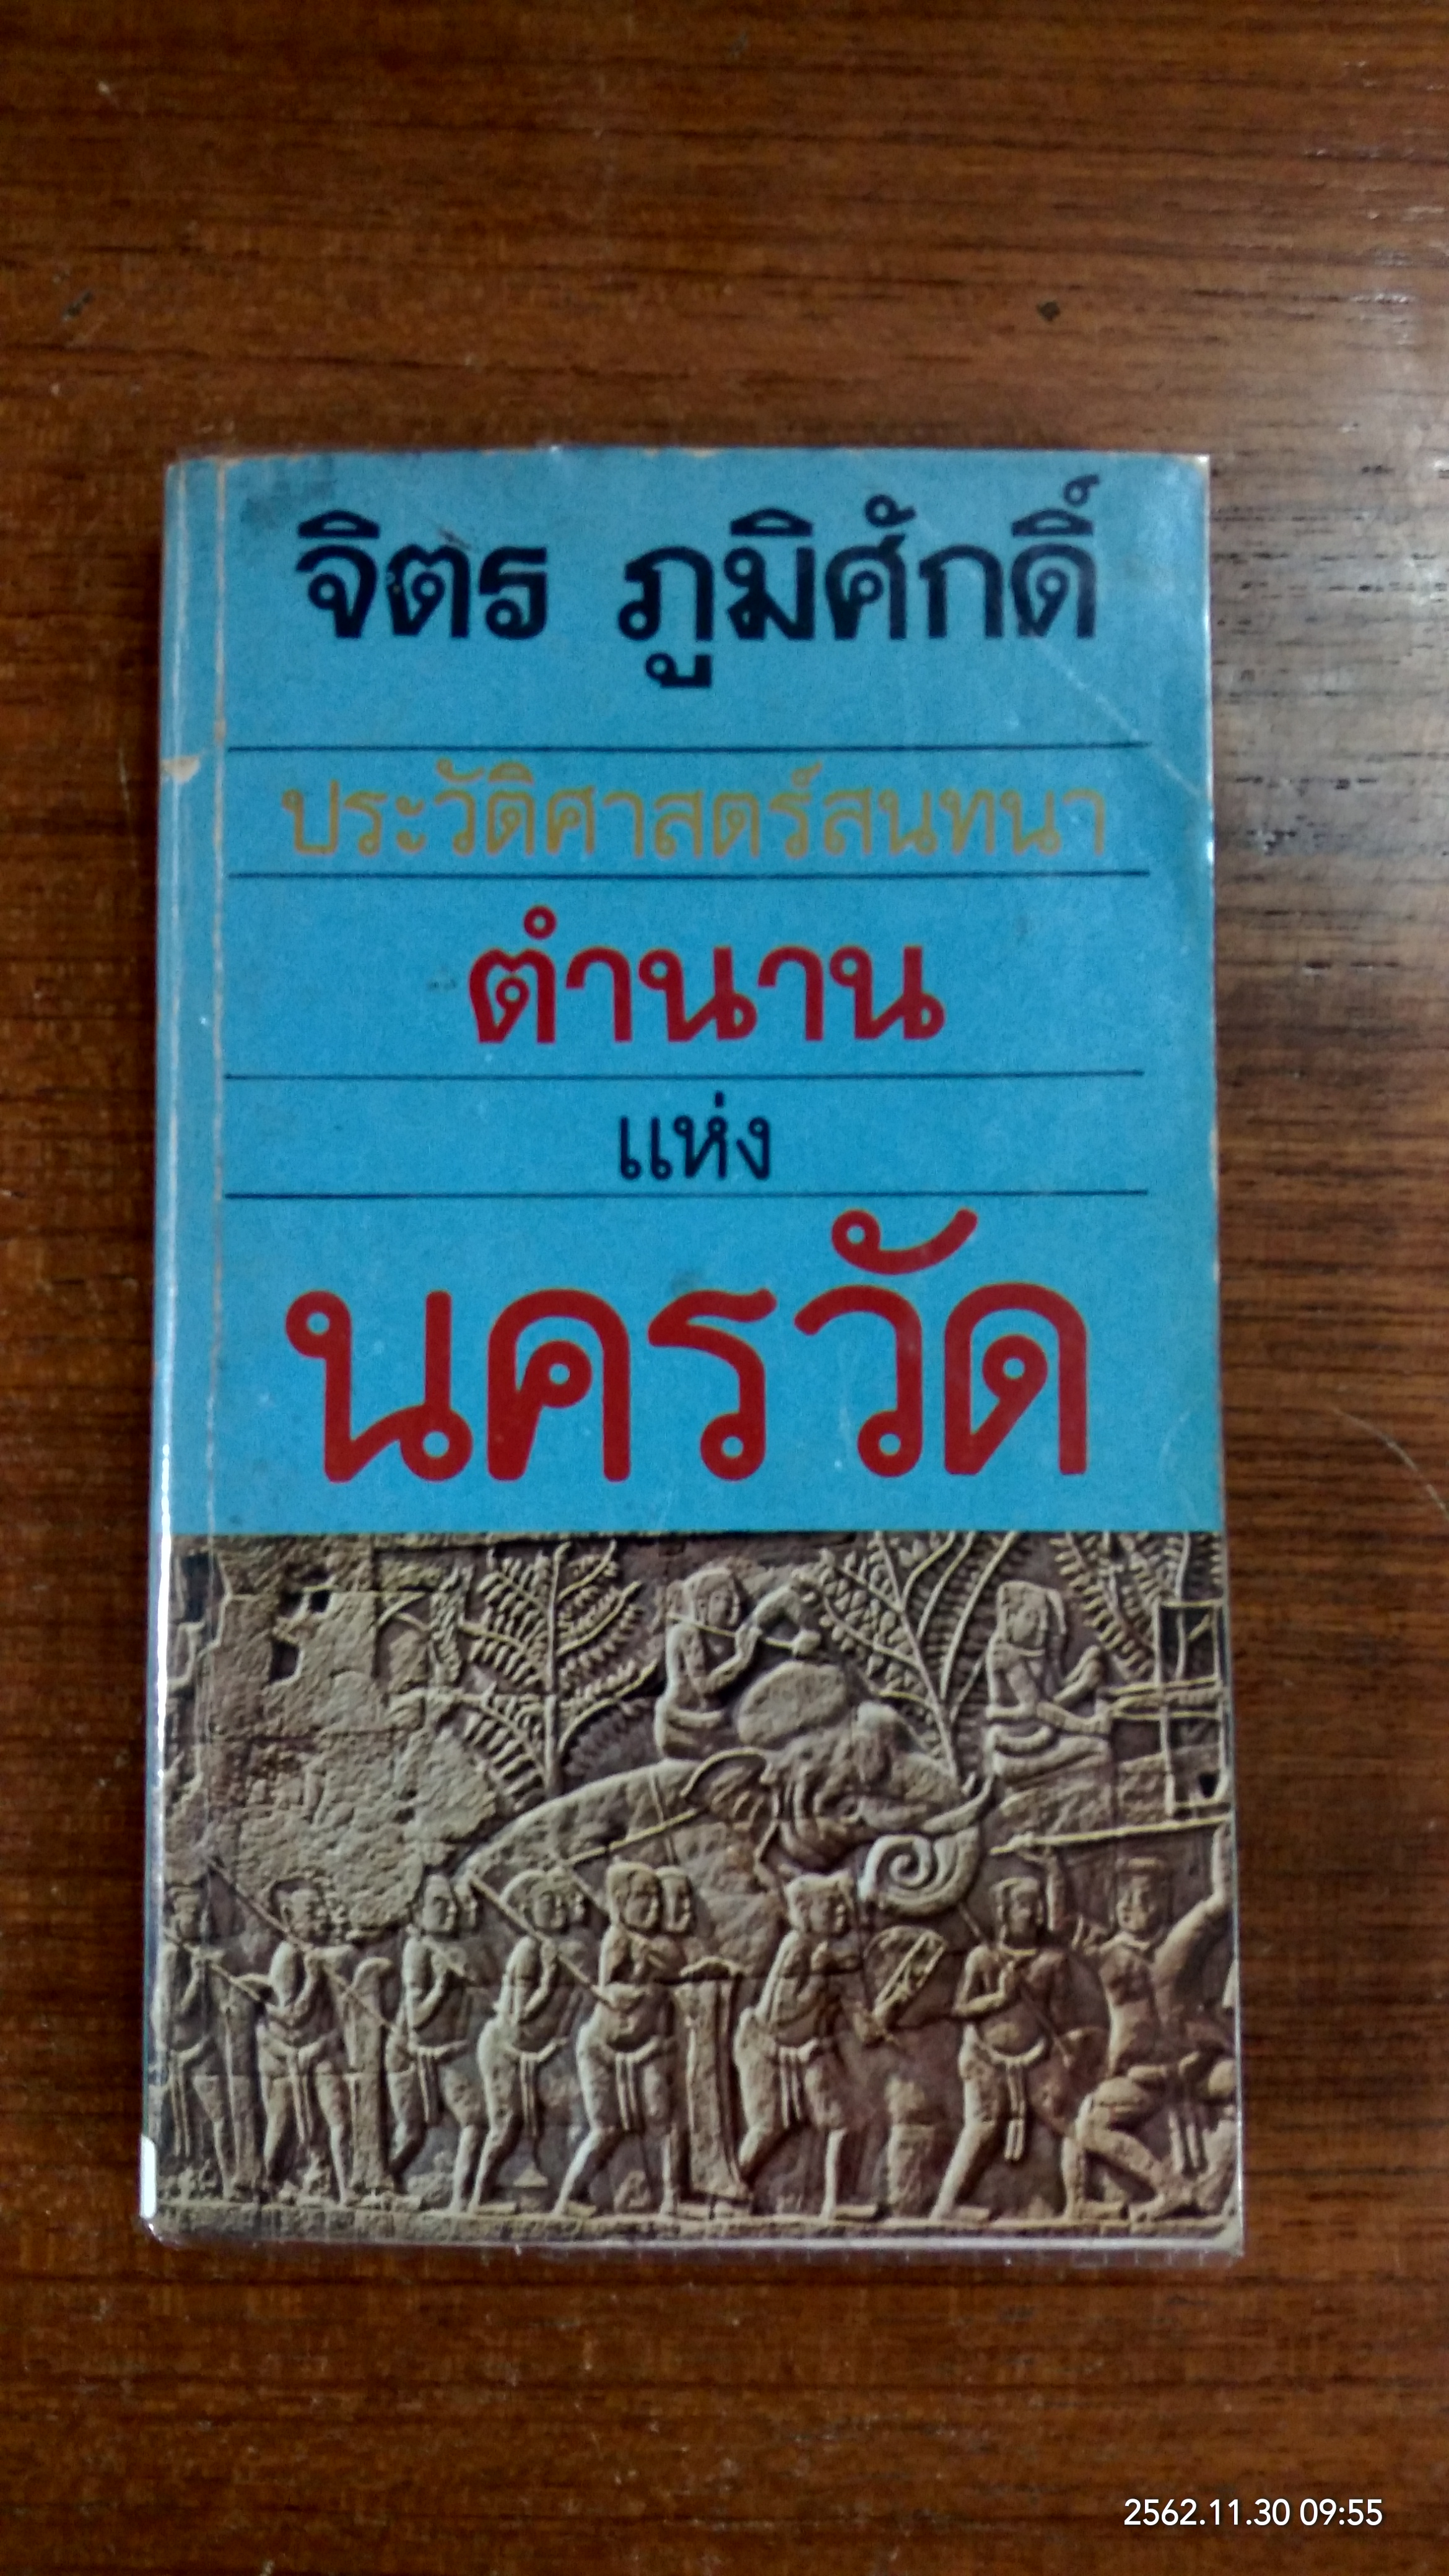 จิตร ภูมิศักดิ์
ประวัติศาสตร์สนทนา
ตำนาน
แห่ง
นครวัด
2562.11.30 09:55